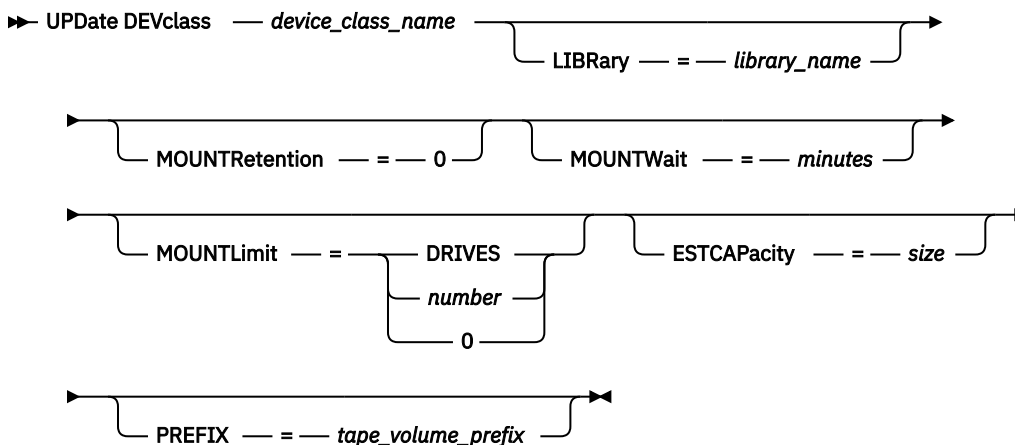 UPDate DEVclass device_class_name
LIBRary = library_name
MOUNTRetention = 0 MOUNTWait = minutes
MOUNTLimit = DRIVES ESTCAPacity = size
number
0
PREFIX = tape_volume_prefix